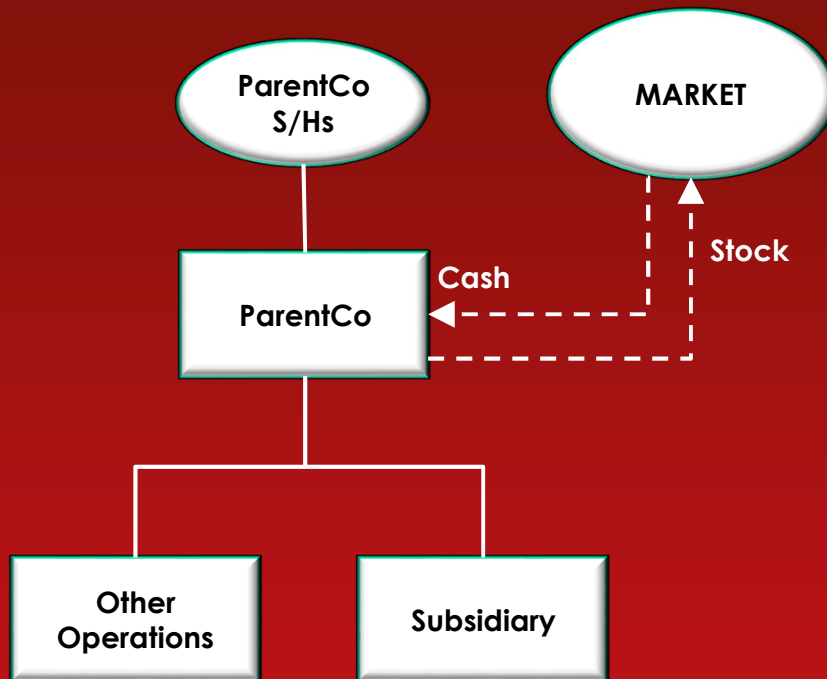 ParentCo
S/Hs
MARKET
Stock
Cash
ParentCo
Other
Operations
Subsidiary